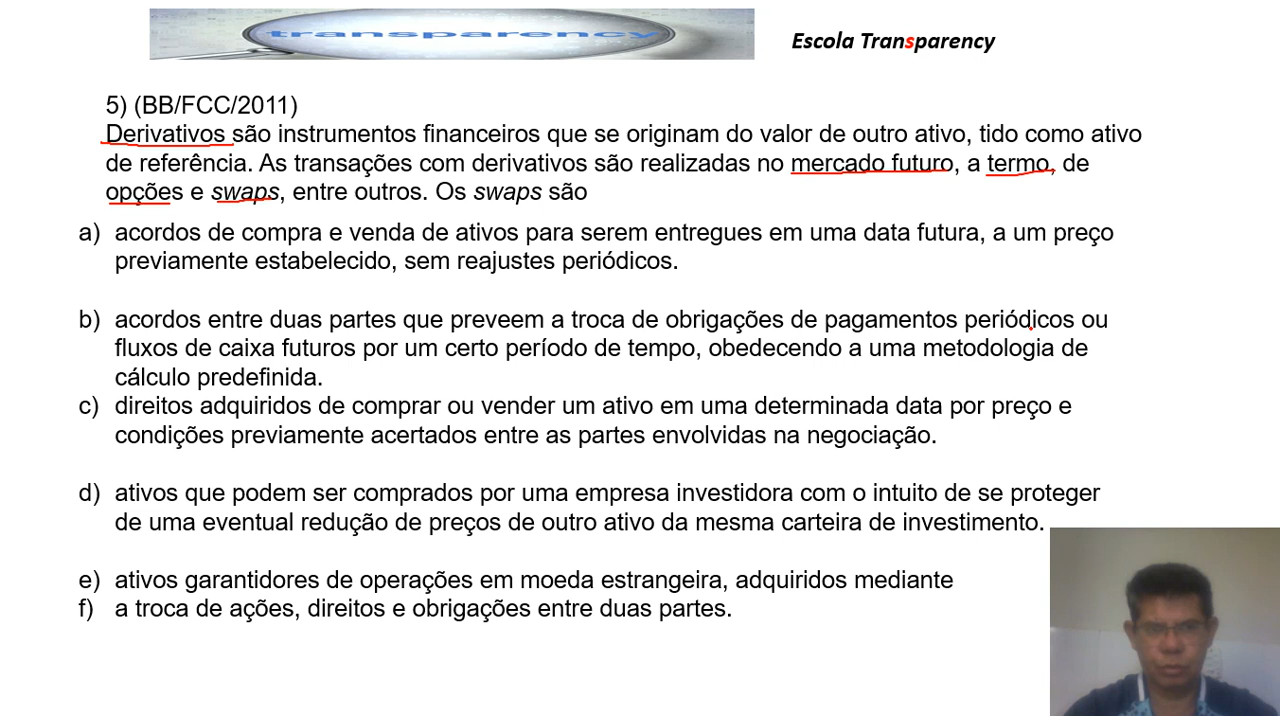 transparency
Escola Transparency
5) (BB/FCC/2011)
Derivativos são instrumentos financeiros que se originam do valor de outro ativo, tido como ativo
de referência. As transações com derivativos são realizadas no mercado futuro, a termo, de
opções e swaps, entre outros. Os swaps são
a) acordos de compra e venda de ativos para serem entregues em uma data futura, a um preço
previamente estabelecido, sem reajustes periódicos.
b) acordos entre duas partes que preveem a troca de obrigações de pagamentos periódicos ou
fluxos de caixa futuros por um certo período de tempo, obedecendo a uma metodologia de
cálculo predefinida.
c) direitos adquiridos de comprar ou vender um ativo em uma determinada data por preço e
condições previamente acertados entre as partes envolvidas na negociação.
d) ativos que podem ser comprados por uma empresa investidora com o intuito de se proteger
de uma eventual redução de preços de outro ativo da mesma carteira de investimento.
e) ativos garantidores de operações em moeda estrangeira, adquiridos mediante
f) a troca de ações, direitos e obrigações entre duas partes.